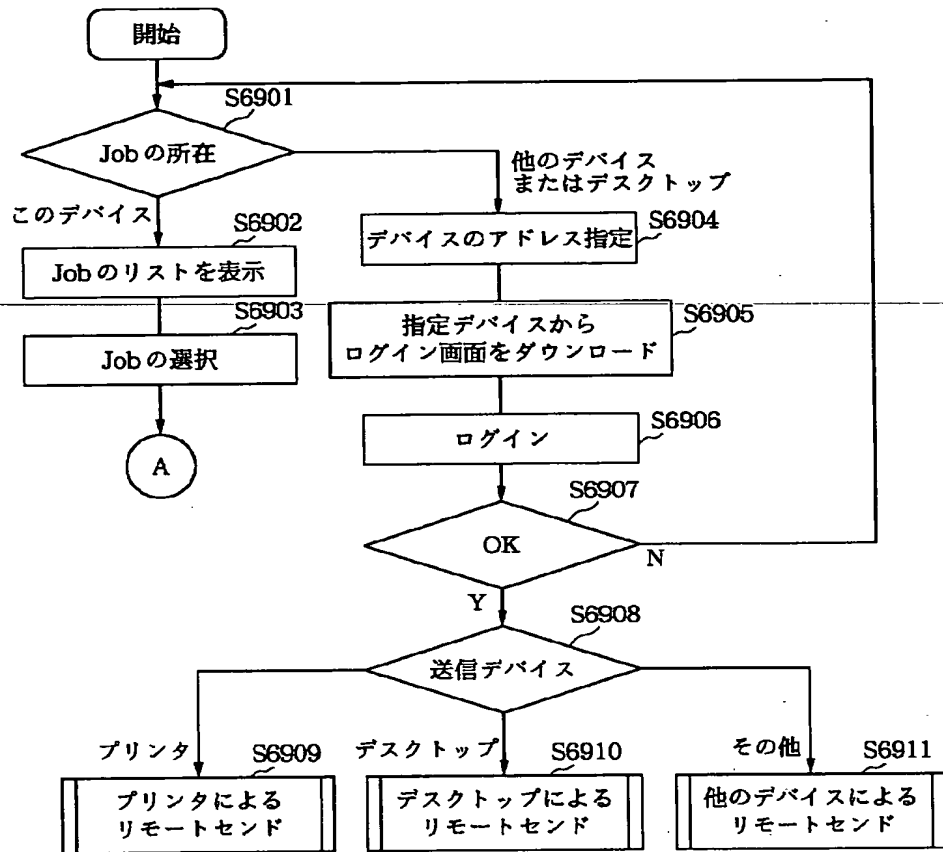 開始
S6901
Jobの所在
他のデバイス
またはデスクトップ
このデバイス
S6902
S6904
Jobのリストを表示
デバイスのアドレス指定
S6903
S6905
Jobの選択
指定デバイスから
ログイン画面をダウンロード
A
S6906
ログイン
S6907
OK
N
Y
S6908
送信デバイス
プリンタ
S6909
デスクトップ
S6910
その他
S6911
プリンタによる
リモートセンド
デスクトップによる
リモートセンド
他のデバイスによる
リモートセンド